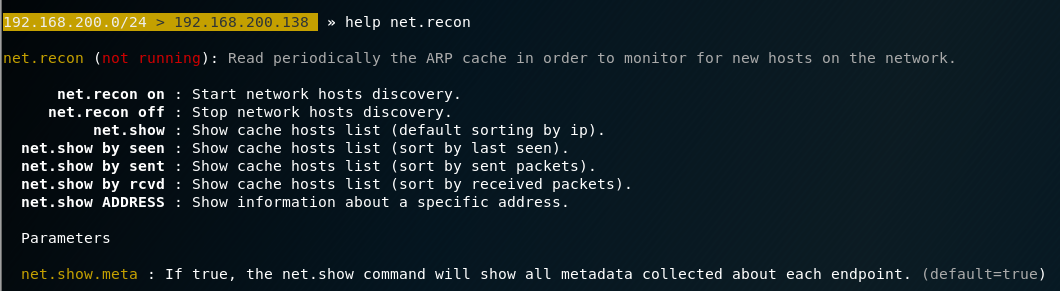 192.168.200.0/24 > 192.168.200.138 » help net.recon
net.recon (not running): Read periodically the ARP cache in order to monitor for new hosts on the network.
net.recon on : Start network hosts discovery.
net.recon off : Stop network hosts discovery.
net.show : Show cache hosts list (default sorting by ip).
net.show by seen : Show cache hosts list (sort by last seen).
net.show by sent : Show cache hosts list (sort by sent packets).
net.show by rcvd : Show cache hosts list (sort by received packets).
net.show ADDRESS : Show information about a specific address.
Parameters
net.show.meta : If true, the net.show command will show all metadata collected about each endpoint. (default=true)